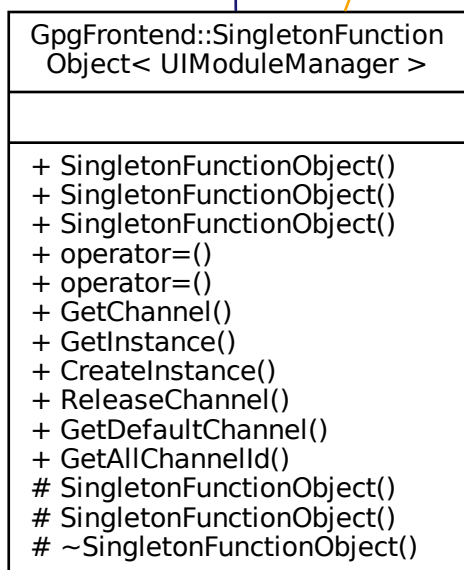 GpgFrontend::SingletonFunction
Object< UIModuleManager >
+ SingletonFunctionObject()
+ SingletonFunctionObject()
+ SingletonFunctionObject()
+ operator=()
+ operator=()
+ GetChannel()
+ GetInstance()
+ CreateInstance()
+ ReleaseChannel()
+ GetDefaultChannel()
+ GetAllChannelId()
# SingletonFunctionObject()
# SingletonFunctionObject()
# ~SingletonFunctionObject()